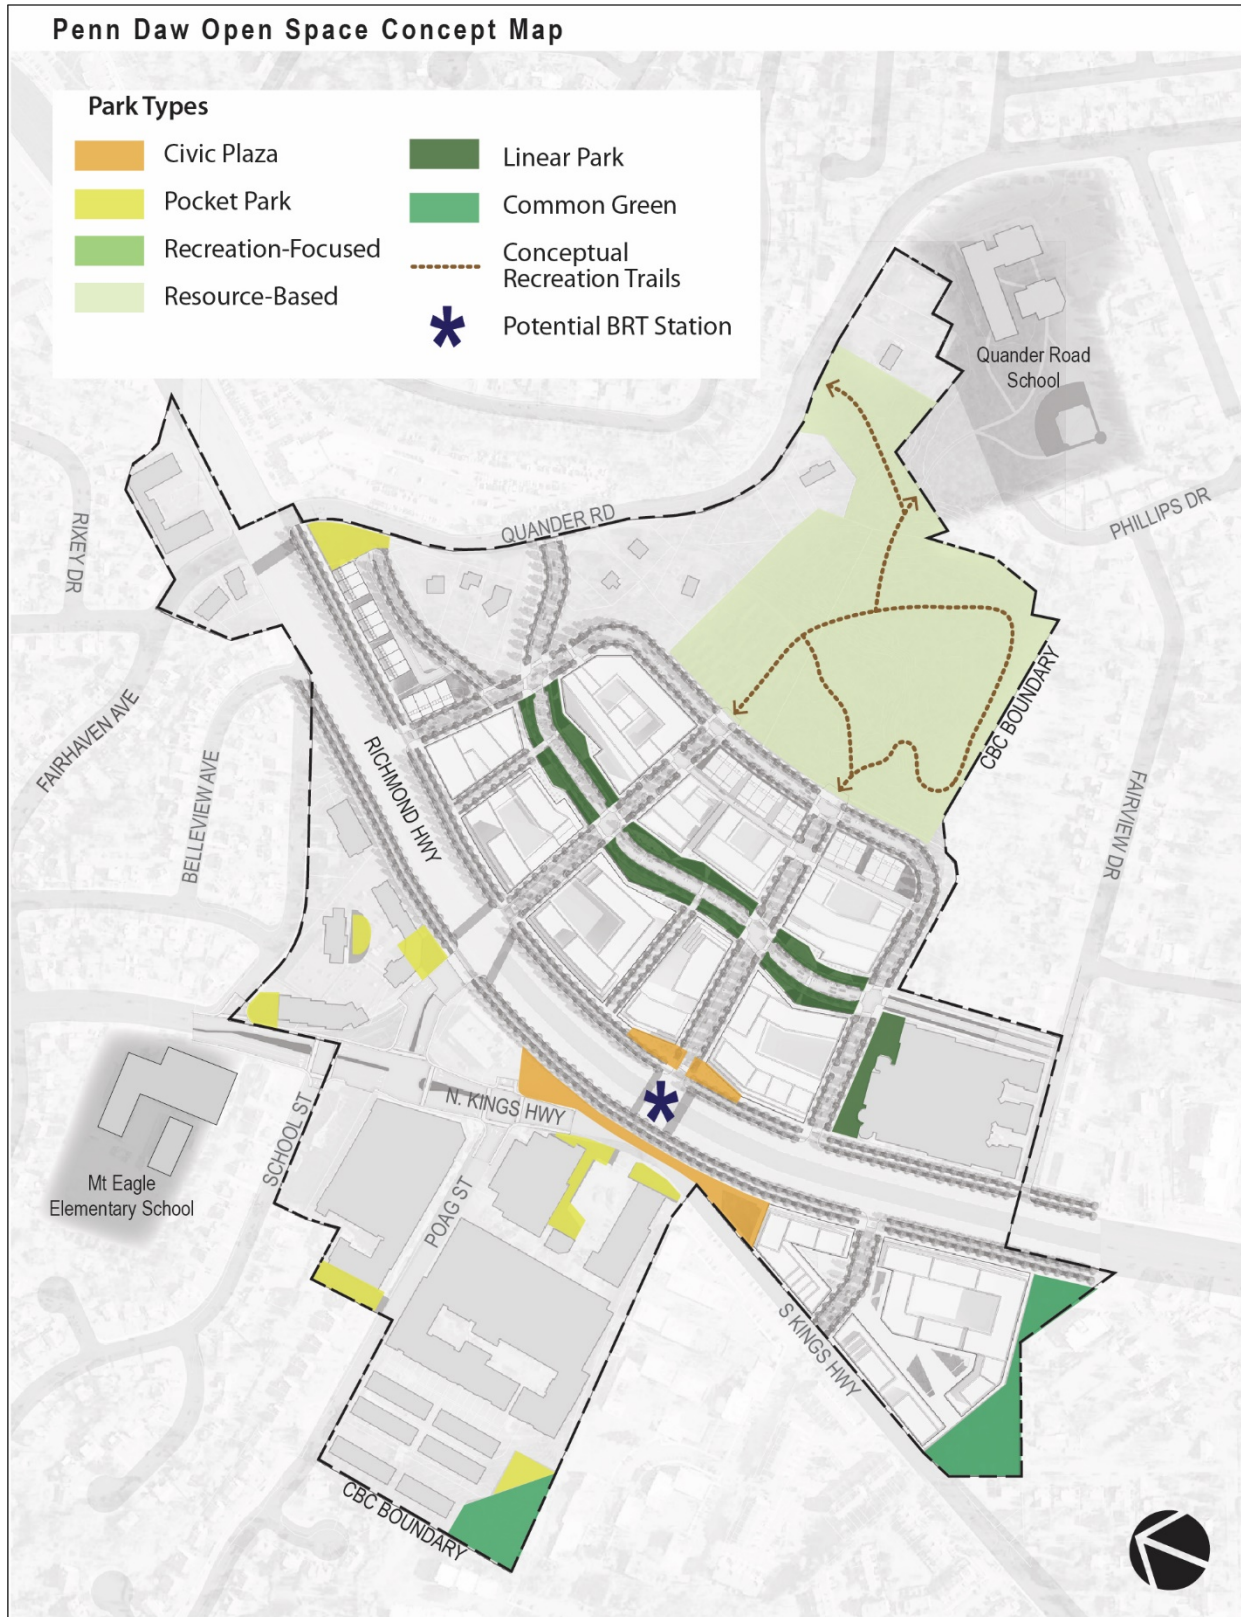 Penn Daw Open Space Concept Map
Park Types
Civic Plaza
Pocket Park
Recreation-Focused
Resource-Based
Linear Park
Common Green
Conceptual
Recreation Trails
Potential BRT Station
Quander Road
School
PHILLIPS DR
QUANDER RD
RIXEY DR
FAIRHAVEN AVE
BELLEVIEW AVE
RICHMOND HWY
CBC BOUNDARY
FAIRVIEW DR
N. KINGS HWY
SCHOOL ST
Mt Eagle
Elementary School
POAG ST
S KINGS HWY
CBC BOUNDARY